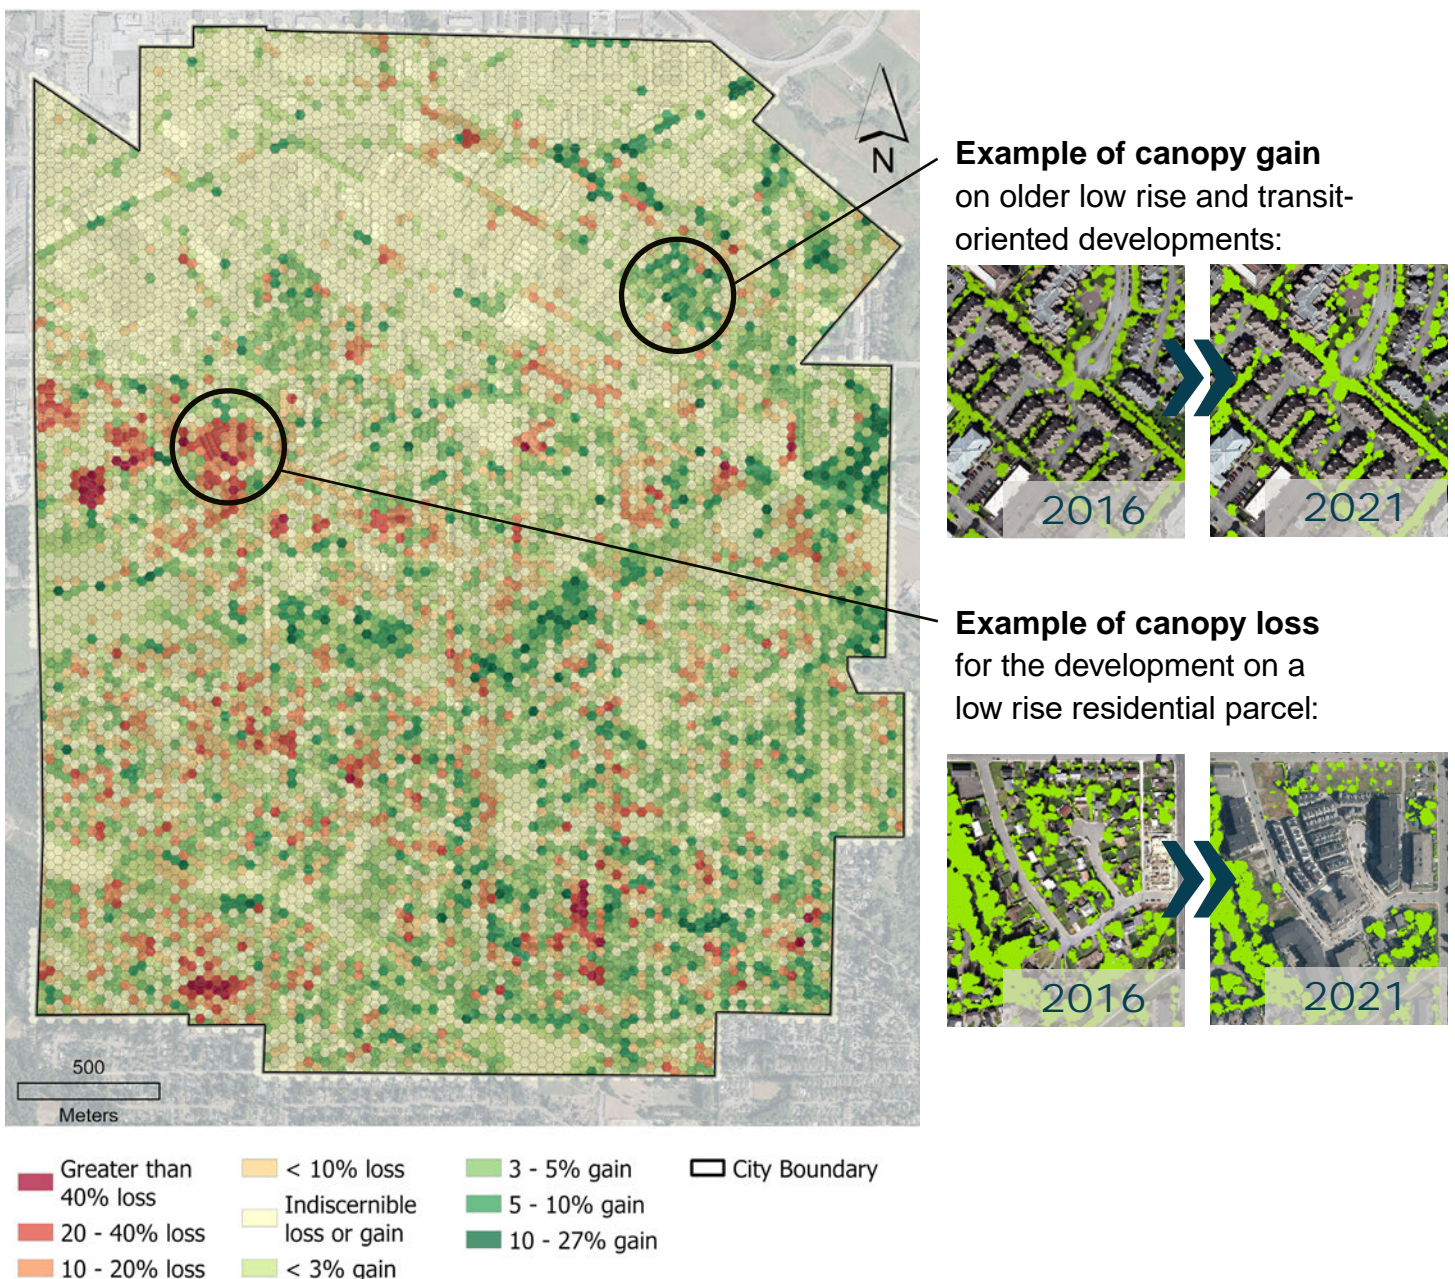 N
Example of canopy gain
on older low rise and transit-
oriented developments:
2016
2021
Example of canopy loss
for the development on a
low rise residential parcel:
2016
2021
500
Meters
Greater than
40% loss
20 - 40% loss
10 - 20% loss
< 10% loss
Indiscernible
loss or gain
< 3% gain
3 - 5% gain
5 - 10% gain
10 - 27% gain
City Boundary